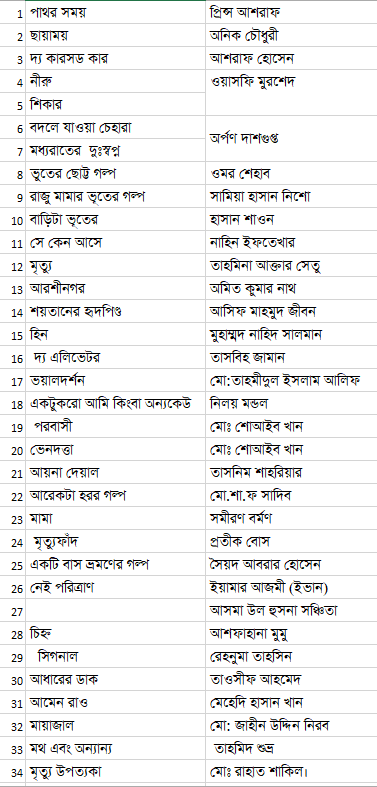 1 পাথর সময় প্রিন্স আশরাফ
2 ছায়াময় অনিক চৌধুরী
3 দ্য কারসড কার আশরাফ হোসেন
4 নীরু ওয়াসফি মুরশেদ
5 শিকার
6 বদলে যাওয়া চেহারা
অর্পণ দাশগুপ্ত
7 মধ্যরাতের দুঃস্বপ্ন
8 ভুতের ছোট্ট গল্প ওমর শেহাব
9 রাজু মামার ভূতের গল্প সামিয়া হাসান নিশো
10 বাড়িটা ভূতের হাসান শাওন
11 সে কেন আসে নাহিন ইফতেখার
12 মৃত্যু তাহমিনা আক্তার সেতু
13 আরশীনগর অমিত কুমার নাথ
14 শয়তানের হৃদপিণ্ড আসিফ মাহমুদ জীবন
15 হিন মুহাম্মদ নাহিদ সালমান
16 দ্য এলিভেটর তাসবিহ জামান
17 ভয়ালদর্শন মো:তাহমীদুল ইসলাম আলিফ
18 একটুকরো আমি কিংবা অন্যকেউ নিলয় মন্ডল
19 পরবাসী মোঃ শোআইব খান
20 ভেনদত্তা মোঃ শোআইব খান
21 আয়না দেয়াল তাসনিম শাহরিয়ার
22 আরেকটা হরর গল্প মো.শা.ফ সাদিব
23 মামা সমীরণ বর্মণ
24 মৃত্যুফাঁদ প্রতীক বোস
25 একটি বাস ভ্রমণের গল্প সৈয়দ আবরার হোসেন
26 নেই পরিত্রাণ ইয়ামার আজমী (ইভান)
27 আসমা উল হুসনা সঞ্চিতা
28 চিহ্ন আশফাহানা মুমু
29 সিগনাল রেহনুমা তাহসিন
30 আধারের ডাক তাওসীফ আহমেদ
31 আমেন রাও মেহেদি হাসান খান
32 মায়াজাল মো: জাহীন উদ্দিন নিরব
33 মথ এবং অন্যান্য তাহমিদ শুভ্র
34 মৃত্যু উপত্যকা মোঃ রাহাত শাকিল।